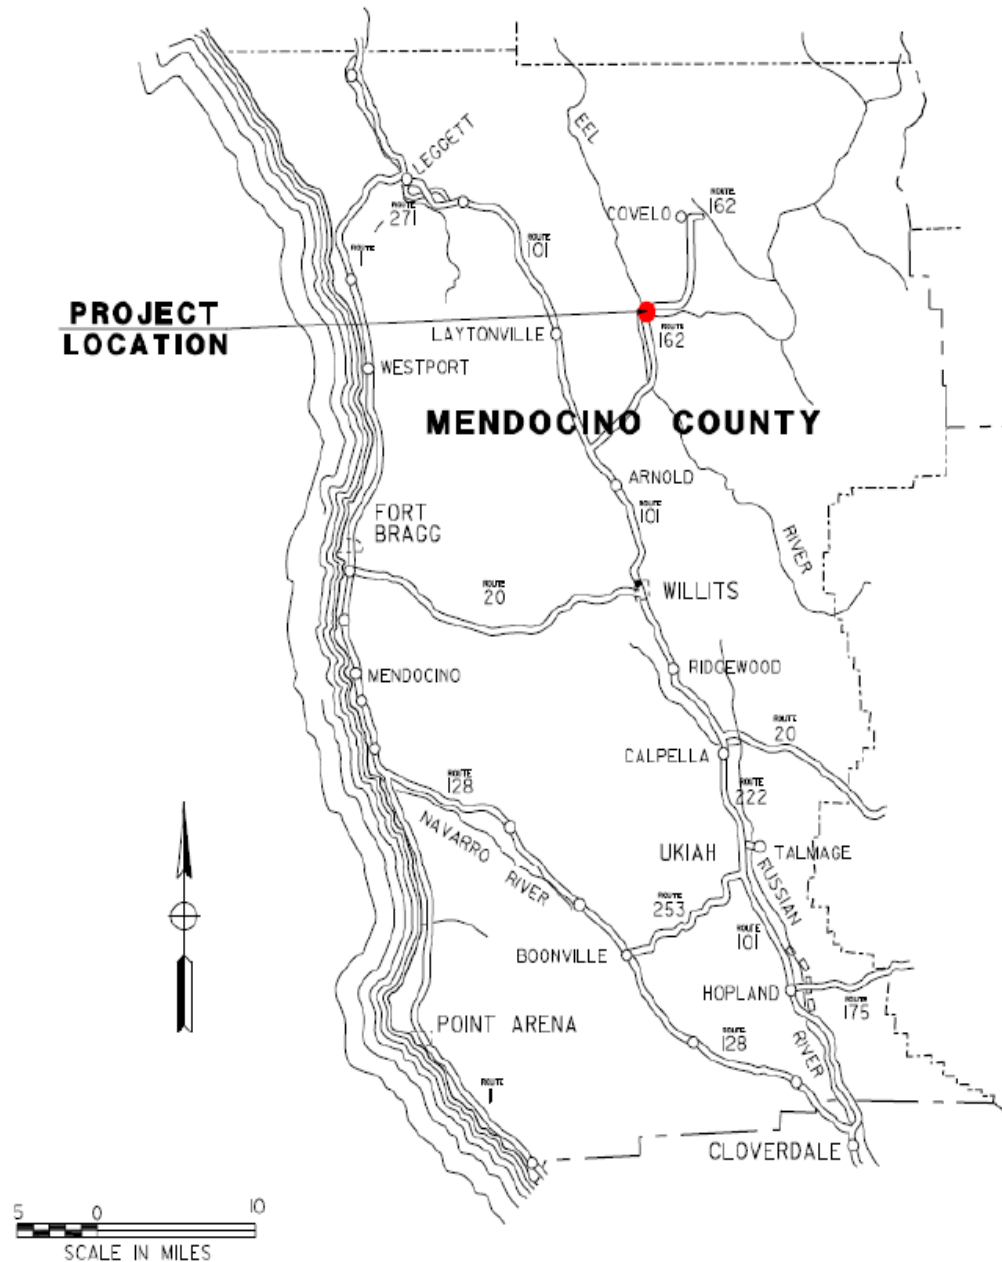 LEGGETT
EEL
ROUTE
162
COVELO
ROUTE
271
ROUTE
1
ROUTE
101
PROJECT
LOCATION
LAYTONVILLE
ROUTE
162
WESTPORT
MENDOCINO COUNTY
ARNOLD
ROUTE
101
FORT
BRAGG
RIVER
ROUTE
20
WILLITS
RIDGEWOOD
MENDOCINO
ROUTE
20
CALPELLA
ROUTE
128
ROUTE
222
NAVARRO
RIVER
UKIAH
TALMAGE
RUSSIAN
ROUTE
253
ROUTE
101
BOONVILLE
HOPLAND
ROUTE
175
POINT ARENA
ROUTE
128
RIVER
ROUTE
1
CLOVERDALE
5 0 10
SCALE IN MILES